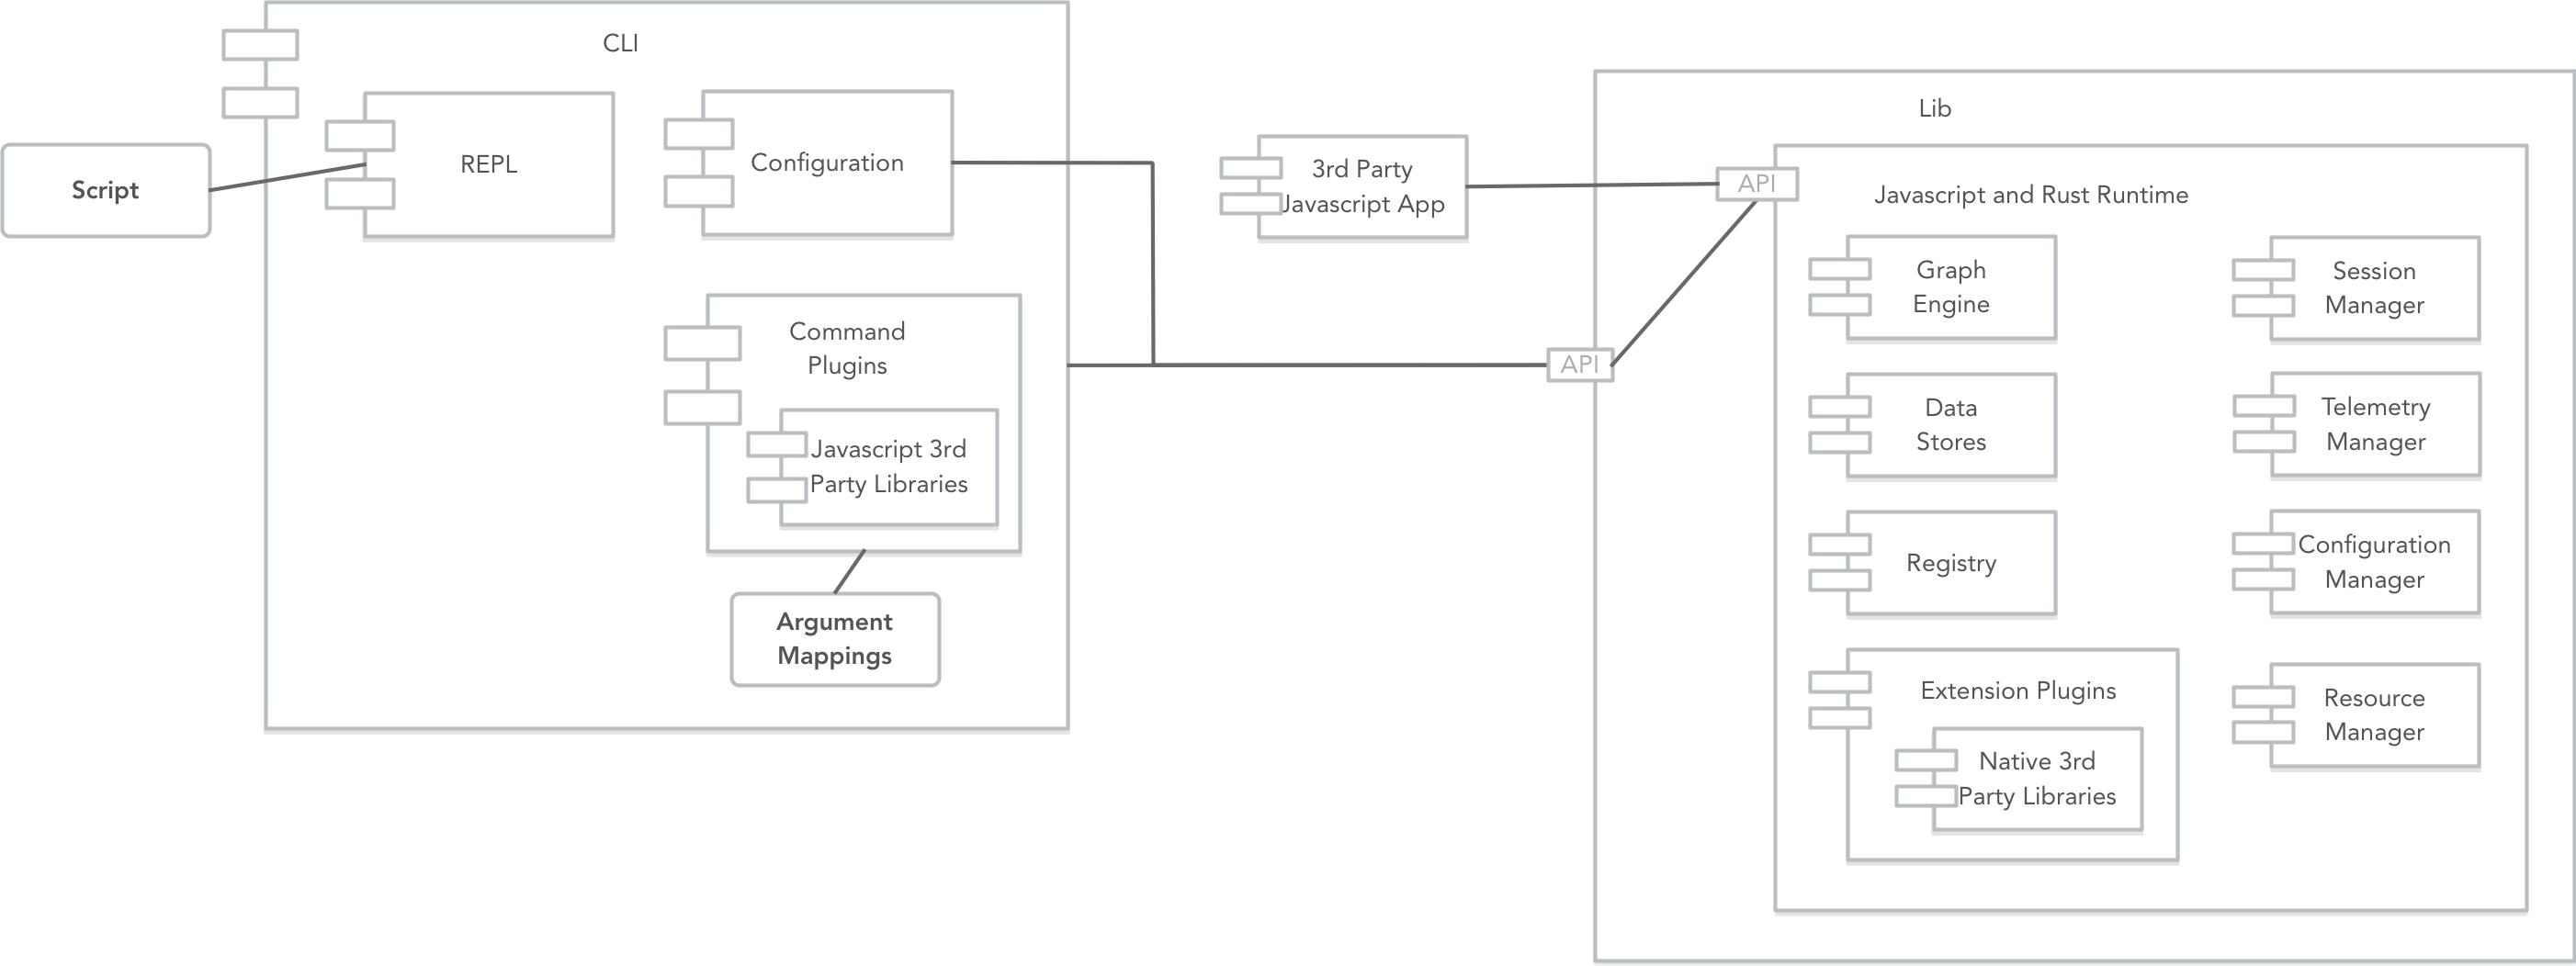 CLI
Script
REPL
Configuration
Command
Plugins
Javascript 3rd
Party Libraries
Argument
Mappings
3rd Party
Javascript App
API
Lib
API
Javascript and Rust Runtime
Graph
Engine
Session
Manager
Data
Stores
Telemetry
Manager
Registry
Configuration
Manager
Extension Plugins
Native 3rd
Party Libraries
Resource
Manager